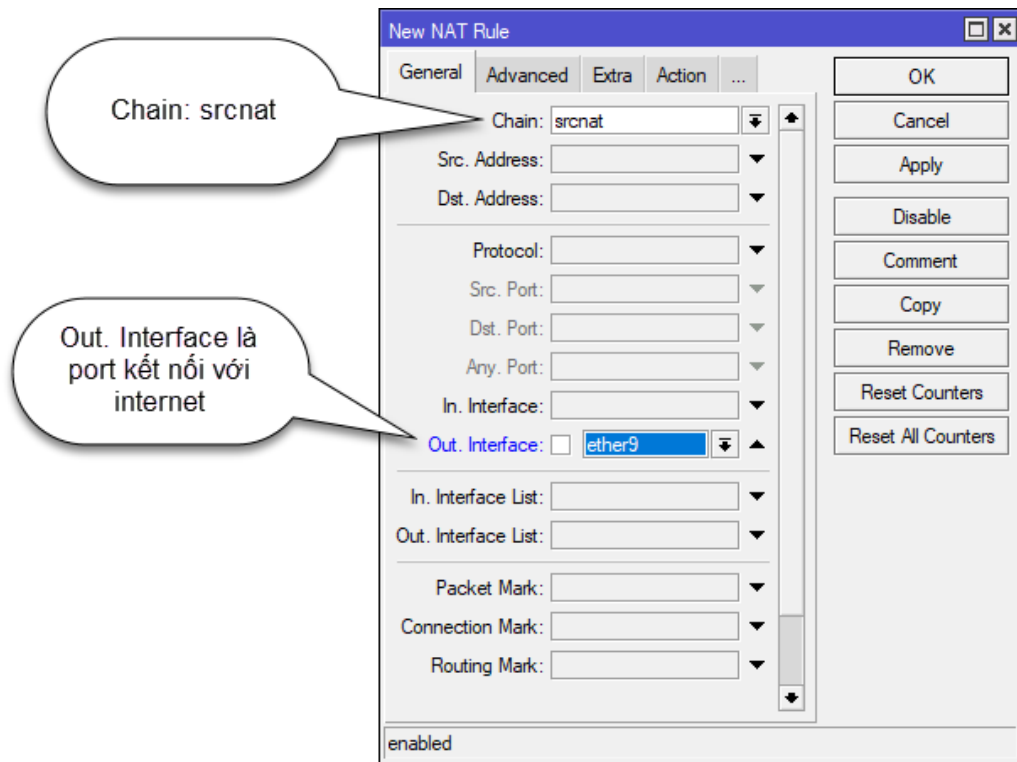 New NAT Rule
General Advanced Extra Action ...
Chain: srcnat
Chain: srcnat
Src. Address:
Dst. Address:
Protocol:
Src. Port:
Dst. Port:
Any. Port:
In. Interface:
Out. Interface là
port kết nối với
internet
Out. Interface: ether9
In. Interface List:
Out. Interface List:
Packet Mark:
Connection Mark:
Routing Mark:
OK
Cancel
Apply
Disable
Comment
Copy
Remove
Reset Counters
Reset All Counters
enabled